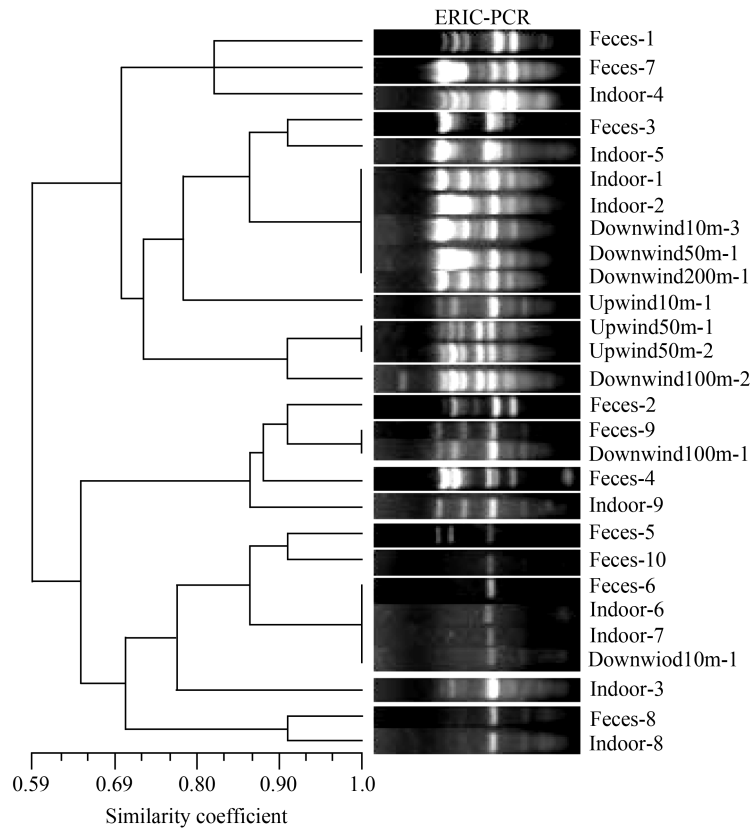 ERIC-PCR
Feces-1
Feces-7
Indoor-4
Feces-3
Indoor-5
Indoor-1
Indoor-2
Downwind10m-3
Downwind50m-1
Downwind200m-1
Upwind10m-1
Upwind50m-1
Upwind50m-2
Downwind100m-2
Feces-2
Feces-9
Downwind100m-1
Feces-4
Indoor-9
Feces-5
Feces-10
Feces-6
Indoor-6
Indoor-7
Downwiod10m-1
Indoor-3
Feces-8
Indoor-8
0.59 0.69 0.80 0.90 1.0
Similarity coefficient